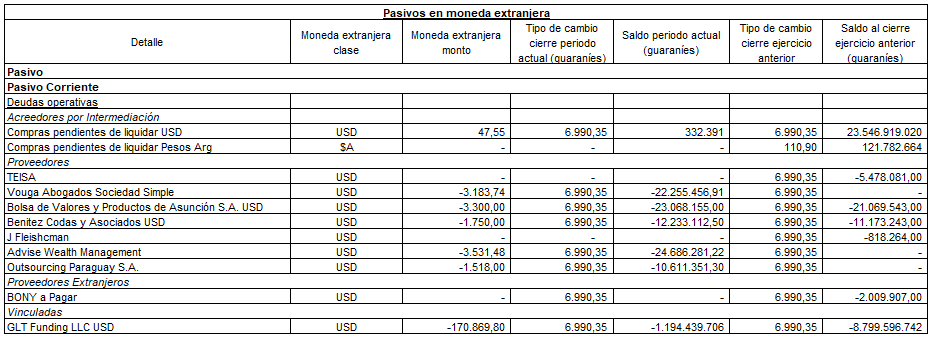 Pasivos en moneda extranjera
Detalle Moneda extranjera clase Moneda extranjera monto Tipo de cambio cierre periodo actual (guaraníes) Saldo periodo actual (guaraníes) Tipo de cambio cierre ejercicio anterior Saldo al cierre ejercicio anterior (guaraníes)
Pasivo
Pasivo Corriente
Deudas operativas
Acreedores por Intermediación
Compras pendientes de liquidar USD USD 47,55 6.990,35 332.391 6.990,35 23.546.919.020
Compras pendientes de liquidar Pesos Arg $A - - - 110,90 121.782.664
Proveedores
TEISA USD - - - 6.990,35 -5.478.081,00
Vouga Abogados Sociedad Simple USD -3.183,74 6.990,35 -22.255.456,91 6.990,35 -
Bolsa de Valores y Productos de Asunción S.A. USD USD -3.300,00 6.990,35 -23.068.155,00 6.990,35 -21.069.543,00
Benitez Codas y Asociados USD USD -1.750,00 6.990,35 -12.233.112,50 6.990,35 -11.173.243,00
J Fleishcman USD - - - 6.990,35 -818.264,00
Advise Wealth Management USD -3.531,48 6.990,35 -24.686.281,22 6.990,35 -
Outsourcing Paraguay S.A. USD -1.518,00 6.990,35 -10.611.351,30 6.990,35 -
Proveedores Extranjeros
BONY a Pagar USD - 6.990,35 - 6.990,35 -2.009.907,00
Vinculadas
GLT Funding LLC USD USD -170.869,80 6.990,35 -1.194.439.706 6.990,35 -8.799.596.742